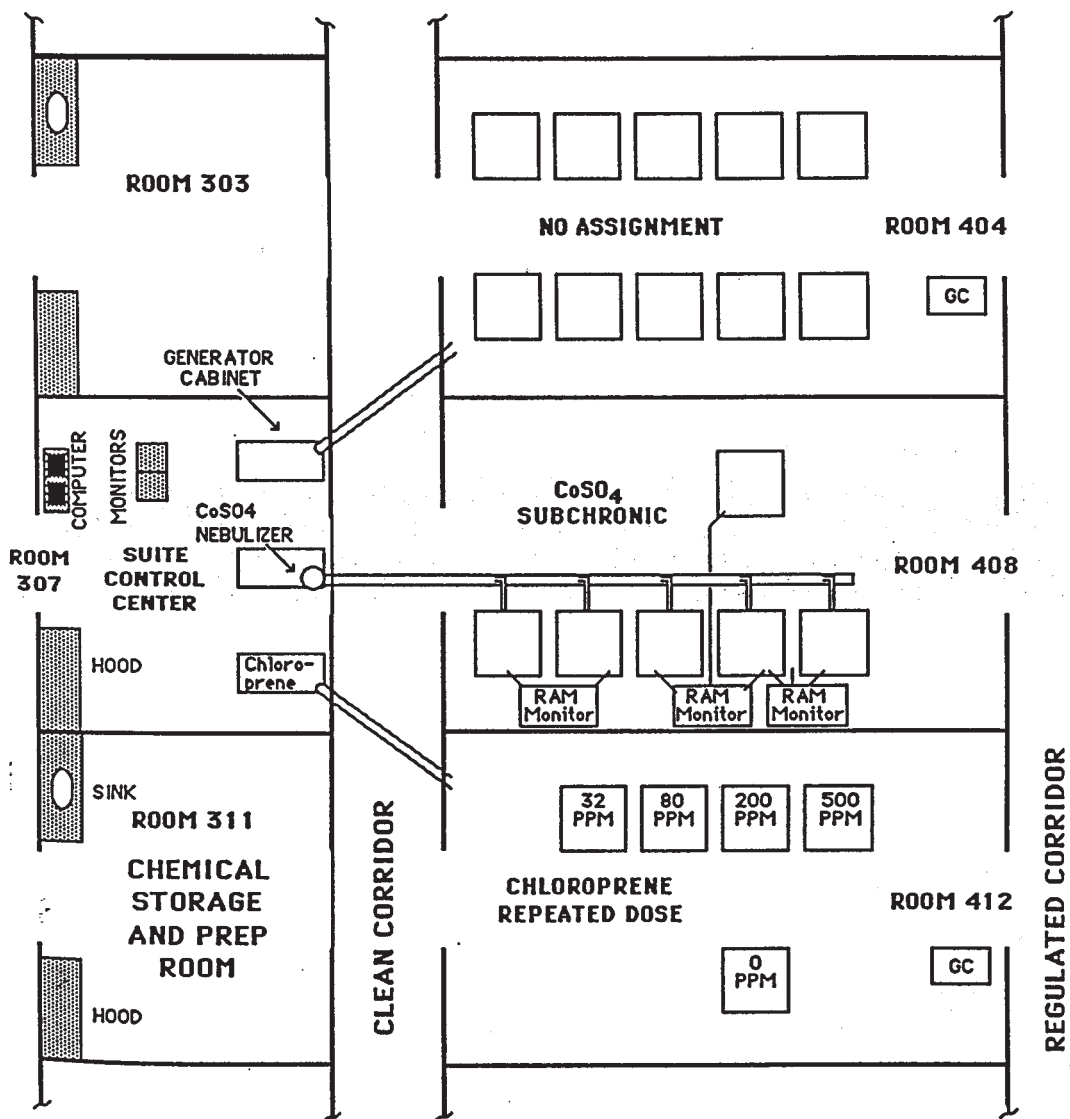 ROOM 303
NO ASSIGNMENT
ROOM 404
GC
GENERATOR
CABINET
COMPUTER
MONITORS
CoSO4
NEBULIZER
CoSO4
SUBCHRONIC
ROOM
307
SUITE
CONTROL
CENTER
ROOM 408
HOOD
Chloro-
prene
RAM
Monitor
RAM
Monitor
RAM
Monitor
SINK
ROOM 311
CHEMICAL
STORAGE
AND PREP
ROOM
HOOD
CLEAN CORRIDOR
32
PPM
80
PPM
200
PPM
500
PPM
CHLOROPRENE
REPEATED DOSE
ROOM 412
0
PPM
GC
REGULATED CORRIDOR